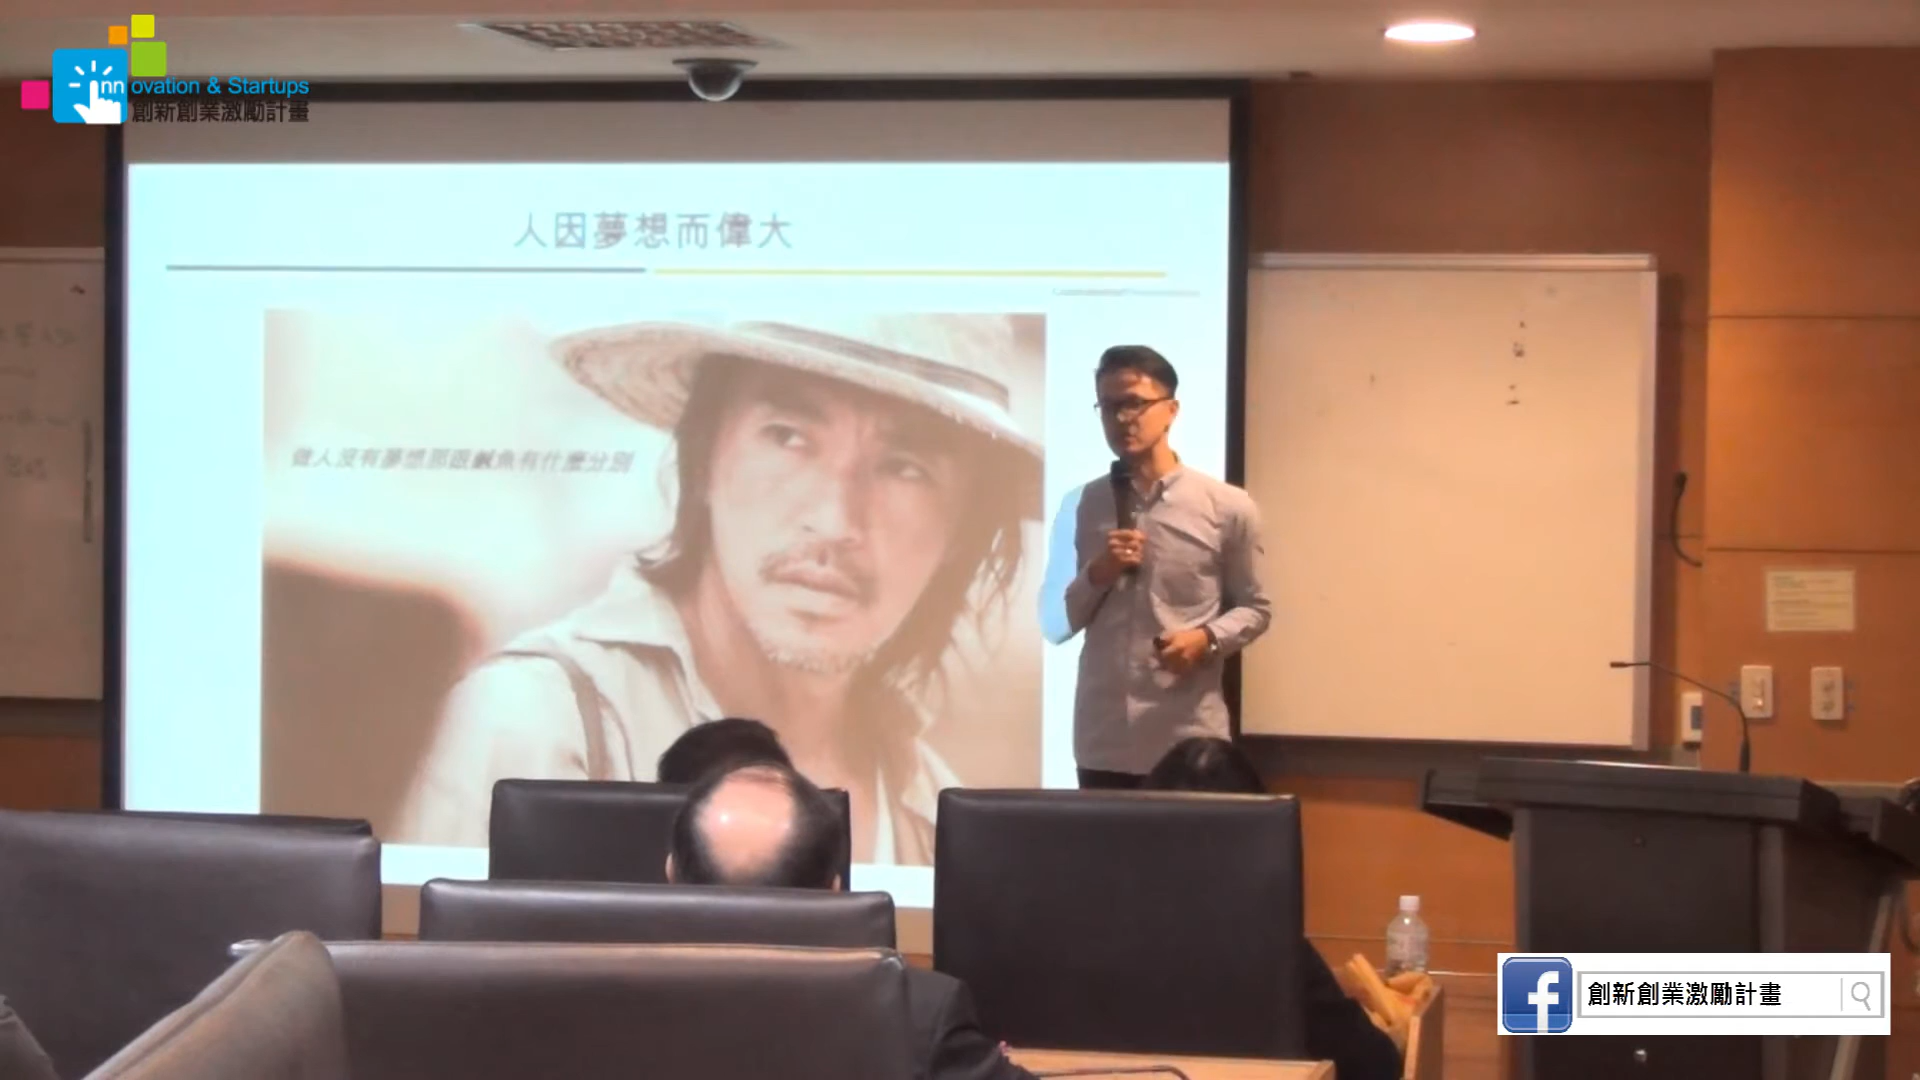 Innovation & Startups
創新創業激勵計畫
人因夢想而偉大
做人沒有夢想那跟鹹魚有什麼分別
創新創業激勵計畫